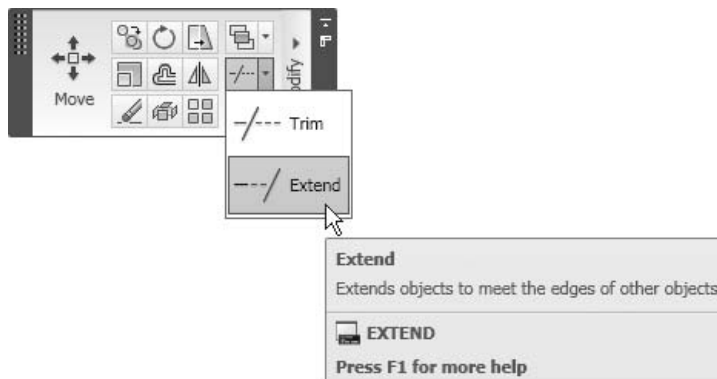 Move
odify
Trim
Extend
Extend
Extends objects to meet the edges of other objects
EXTEND
Press F1 for more help